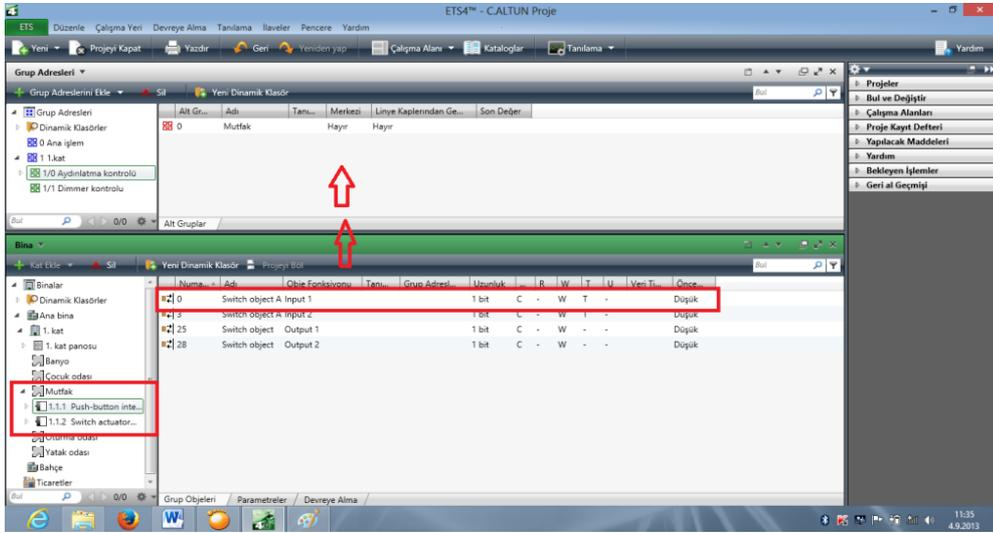 ETS4™ - C.ALTUN Proje
ETS Düzenle Çalışma Yeri Devreye Alma Tanılama İlaveler Pencere Yardım
Yeni Projeyi Kapat Yazdır Geri Yeniden yap Çalışma Alanı Kataloglar Tanılama Yardım
Grup Adresleri
Grup Adreslerini Ekle Sil Yeni Dinamik Klasör Bul
Grup Adresleri
Dinamik Klasörler
0 Ana işlem
1 1.kat
1/0 Aydınlatma kontrolü
1/1 Dimmer kontrolu
Bul 0/0
Alt Gr... Adı Tanı... Merkezi Linye Kaplerından Ge... Son Değer
0 Mutfak Hayır Hayır
Alt Gruplar
Projeler
Bul ve Değiştir
Çalışma Alanları
Proje Kayıt Defteri
Yapılacak Maddeleri
Yardım
Bekleyen İşlemler
Geri al Geçmişi
Bina
Kat Ekle Sil Yeni Dinamik Klasör Projeyi Böl Bul
Binalar
Dinamik Klasörler
Ana bina
1. kat
1. kat panosu
Banyo
Çocuk odası
Mutfak
1.1.1 Push-button inte...
1.1.2 Switch actuator...
Oturma odası
Yatak odası
Bahçe
Ticaretler
Bul 0/0
Numa... Adı Obje Fonksiyonu Tanı... Grup Adresl... Uzunluk ... R W T U Veri Ti... Önce...
0 Switch object A Input 1 1 bit C - W T - Düşük
3 Switch object A Input 2 1 bit C - W T - Düşük
25 Switch object Output 1 1 bit C - W - - Düşük
28 Switch object Output 2 1 bit C - W - - Düşük
Grup Objeleri Parametreler Devreye Alma
11:35
4.9.2013